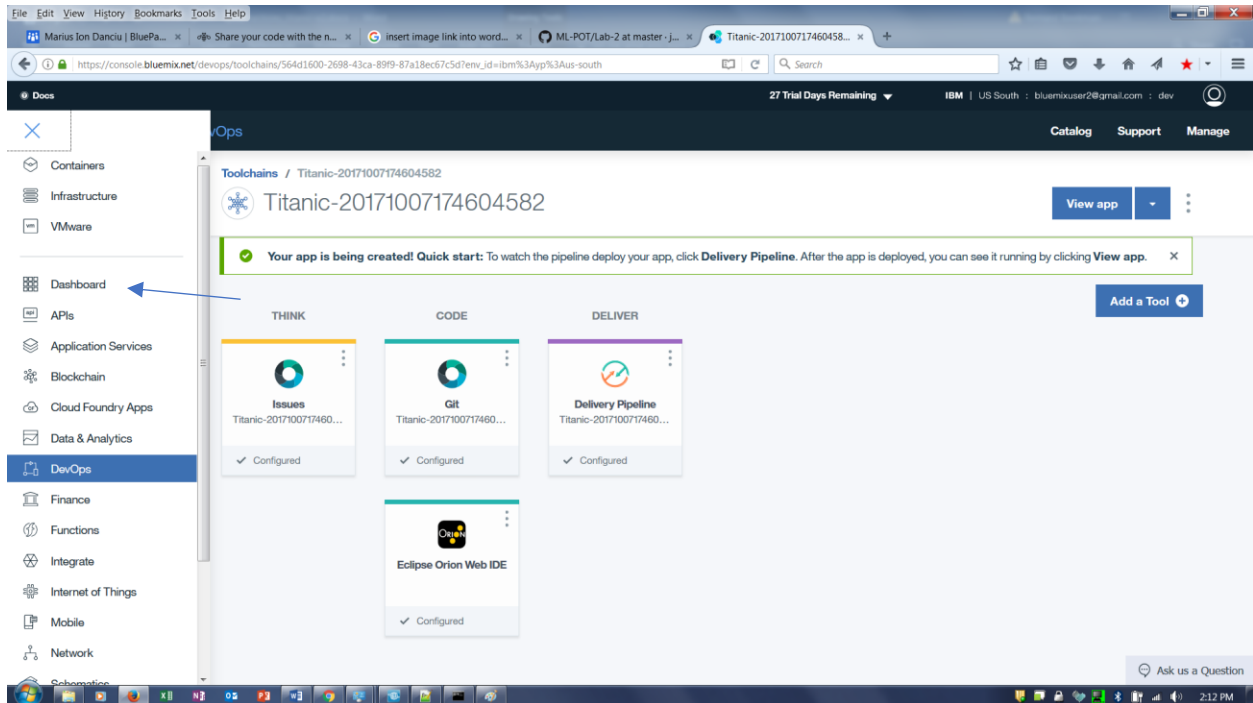 File Edit View History Bookmarks Tools Help
Marius Ion Danciu | BluePa... × Share your code with the n... × insert image link into word... × ML-POT/Lab-2 at master · j... × Titanic-2017100717460458... × +
https://console.bluemix.net/devops/toolchains/564d1600-2698-43ca-89f9-87a18ec67c5d?env_id=ibm%3Ayp%3Aus-south Search
Docs 27 Trial Days Remaining IBM | US South : bluemixuser2@gmail.com : dev
vOps Catalog Support Manage
Containers
Infrastructure
vm VMware
Dashboard
api APIs
Application Services
Blockchain
Cloud Foundry Apps
Data & Analytics
DevOps
Finance
Functions
Integrate
Internet of Things
Mobile
Network
Schematics
Toolchains / Titanic-20171007174604582
Titanic-20171007174604582
View app
Your app is being created! Quick start: To watch the pipeline deploy your app, click Delivery Pipeline. After the app is deployed, you can see it running by clicking View app. ×
Add a Tool
THINK CODE DELIVER
Issues
Titanic-2017100717460...
Configured
Git
Titanic-2017100717460...
Configured
Delivery Pipeline
Titanic-2017100717460...
Configured
ORION
Eclipse Orion Web IDE
Configured
Ask us a Question
2:12 PM